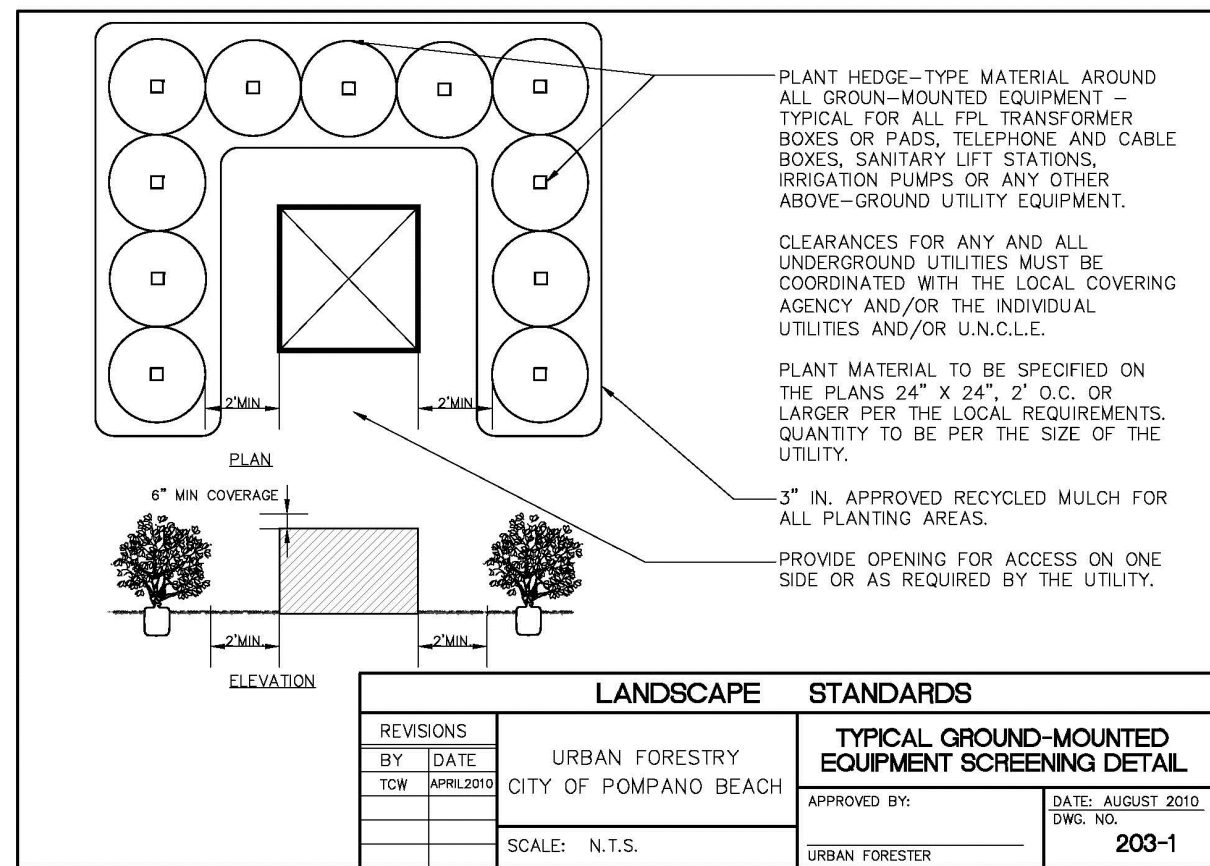 PLANT HEDGE-TYPE MATERIAL AROUND
ALL GROUN-MOUNTED EQUIPMENT –
TYPICAL FOR ALL FPL TRANSFORMER
BOXES OR PADS, TELEPHONE AND CABLE
BOXES, SANITARY LIFT STATIONS,
IRRIGATION PUMPS OR ANY OTHER
ABOVE-GROUND UTILITY EQUIPMENT.
CLEARANCES FOR ANY AND ALL
UNDERGROUND UTILITIES MUST BE
COORDINATED WITH THE LOCAL COVERING
AGENCY AND/OR THE INDIVIDUAL
UTILITIES AND/OR U.N.C.L.E.
PLANT MATERIAL TO BE SPECIFIED ON
THE PLANS 24" X 24", 2' O.C. OR
LARGER PER THE LOCAL REQUIREMENTS.
QUANTITY TO BE PER THE SIZE OF THE
UTILITY.
3" IN. APPROVED RECYCLED MULCH FOR
ALL PLANTING AREAS.
PROVIDE OPENING FOR ACCESS ON ONE
SIDE OR AS REQUIRED BY THE UTILITY.
2'MIN.
2'MIN.
PLAN
6" MIN COVERAGE
2'MIN.
2'MIN.
ELEVATION
LANDSCAPE STANDARDS
REVISIONS
BY DATE
TCW APRIL2010
URBAN FORESTRY
CITY OF POMPANO BEACH
SCALE: N.T.S.
TYPICAL GROUND-MOUNTED
EQUIPMENT SCREENING DETAIL
APPROVED BY:
URBAN FORESTER
DATE: AUGUST 2010
DWG. NO.
203-1